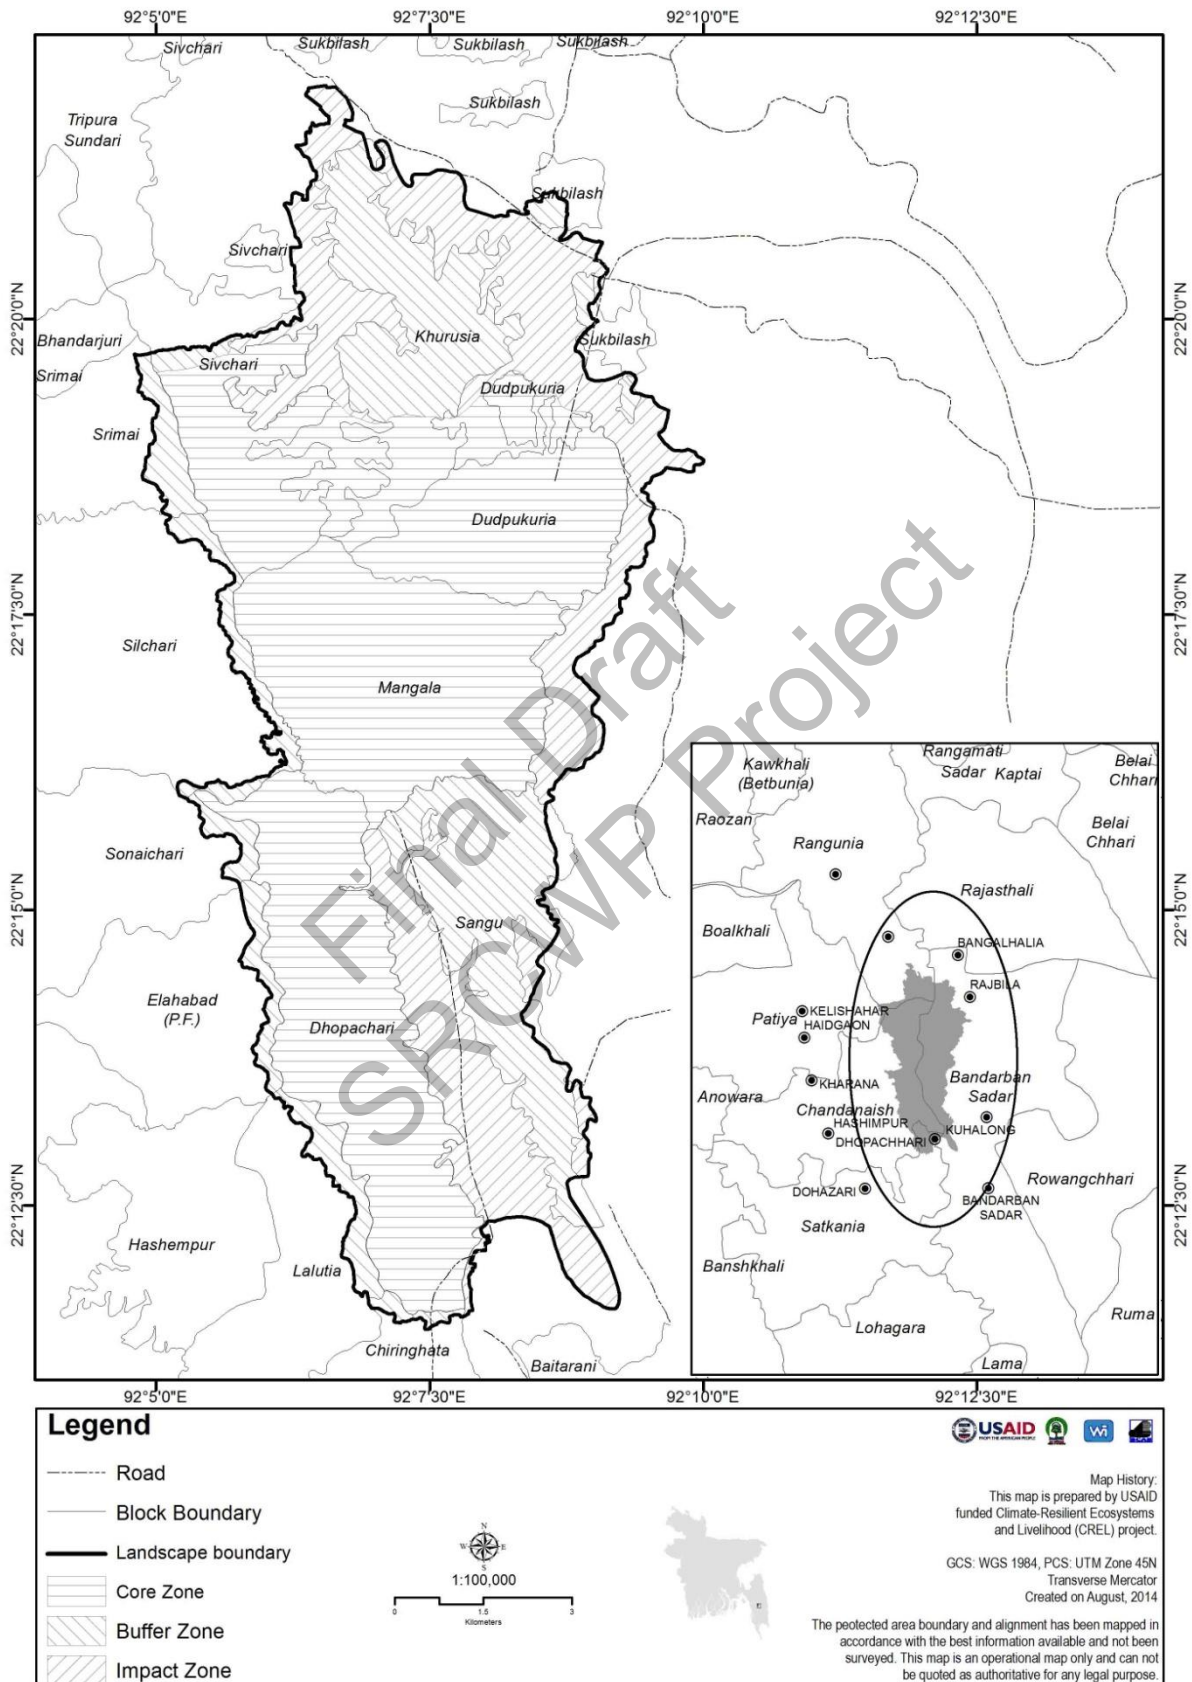 92°5'0"E
92°7'30"E
92°10'0"E
92°12'30"E
Sivchari
Sukbilash
Sukbilash
Sukbilash
Sukbilash
Tripura
Sundari
Sukbilash
Sivchari
22°20'0"N
22°20'0"N
Bhandarjuri
Khurusia
Sukbilash
Srimai
Sivchari
Dudpukuria
Srimai
Dudpukuria
22°17'30"N
22°17'30"N
Silchari
Mangala
Sonaichari
Sangu
22°15'0"N
22°15'0"N
Elahabad
(P.F.)
Dhopachari
22°12'30"N
22°12'30"N
Hashempur
Lalutia
Chiringhata
Baitarani
Final Draft
SRCWP Project
Kawkhali
(Betbunia)
Rangamati
Sadar
Kaptai
Belai
Chhari
Raozan
Rangunia
Belai
Chhari
Rajasthali
Boalkhali
BANGALHALIA
RAJBILA
KELISHAHAR
Patiya
HAIDGAON
KHARANA
Bandarban
Sadar
Anowara
Chandanaish
HASHIMPUR
DHOPACHHARI
KUHALONG
DOHAZARI
BANDARBAN
SADAR
Rowangchhari
Satkania
Banshkhali
Lohagara
Ruma
Lama
92°5'0"E
92°7'30"E
92°10'0"E
92°12'30"E
Legend
Road
Block Boundary
Landscape boundary
Core Zone
Buffer Zone
Impact Zone
N
W
E
S
1:100,000
0
1.5
3
Kilometers
USAID
FROM THE AMERICAN PEOPLE
Wi
Map History:
This map is prepared by USAID
funded Climate-Resilient Ecosystems
and Livelihood (CREL) project.
GCS: WGS 1984, PCS: UTM Zone 45N
Transverse Mercator
Created on August, 2014
The peotected area boundary and alignment has been mapped in
accordance with the best information available and not been
surveyed. This map is an operational map only and can not
be quoted as authoritative for any legal purpose.